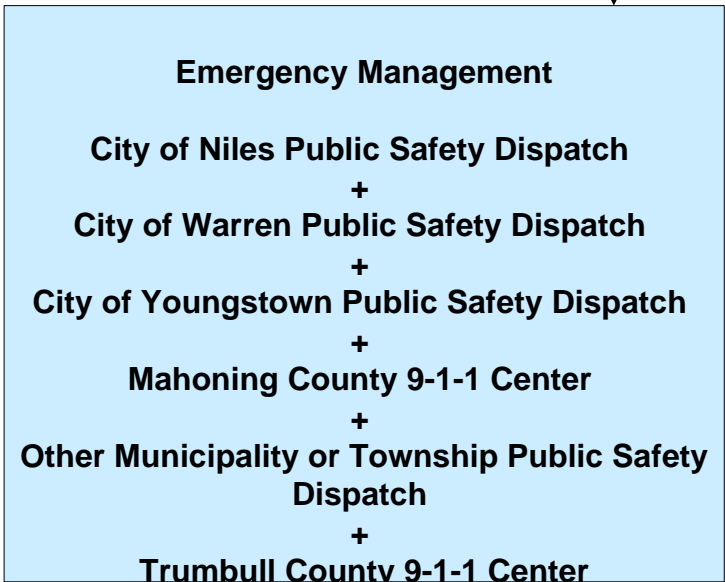 Emergency Management
City of Niles Public Safety Dispatch
+
City of Warren Public Safety Dispatch
+
City of Youngstown Public Safety Dispatch
+
Mahoning County 9-1-1 Center
+
Other Municipality or Township Public Safety
Dispatch
+
Trumbull County 9-1-1 Center